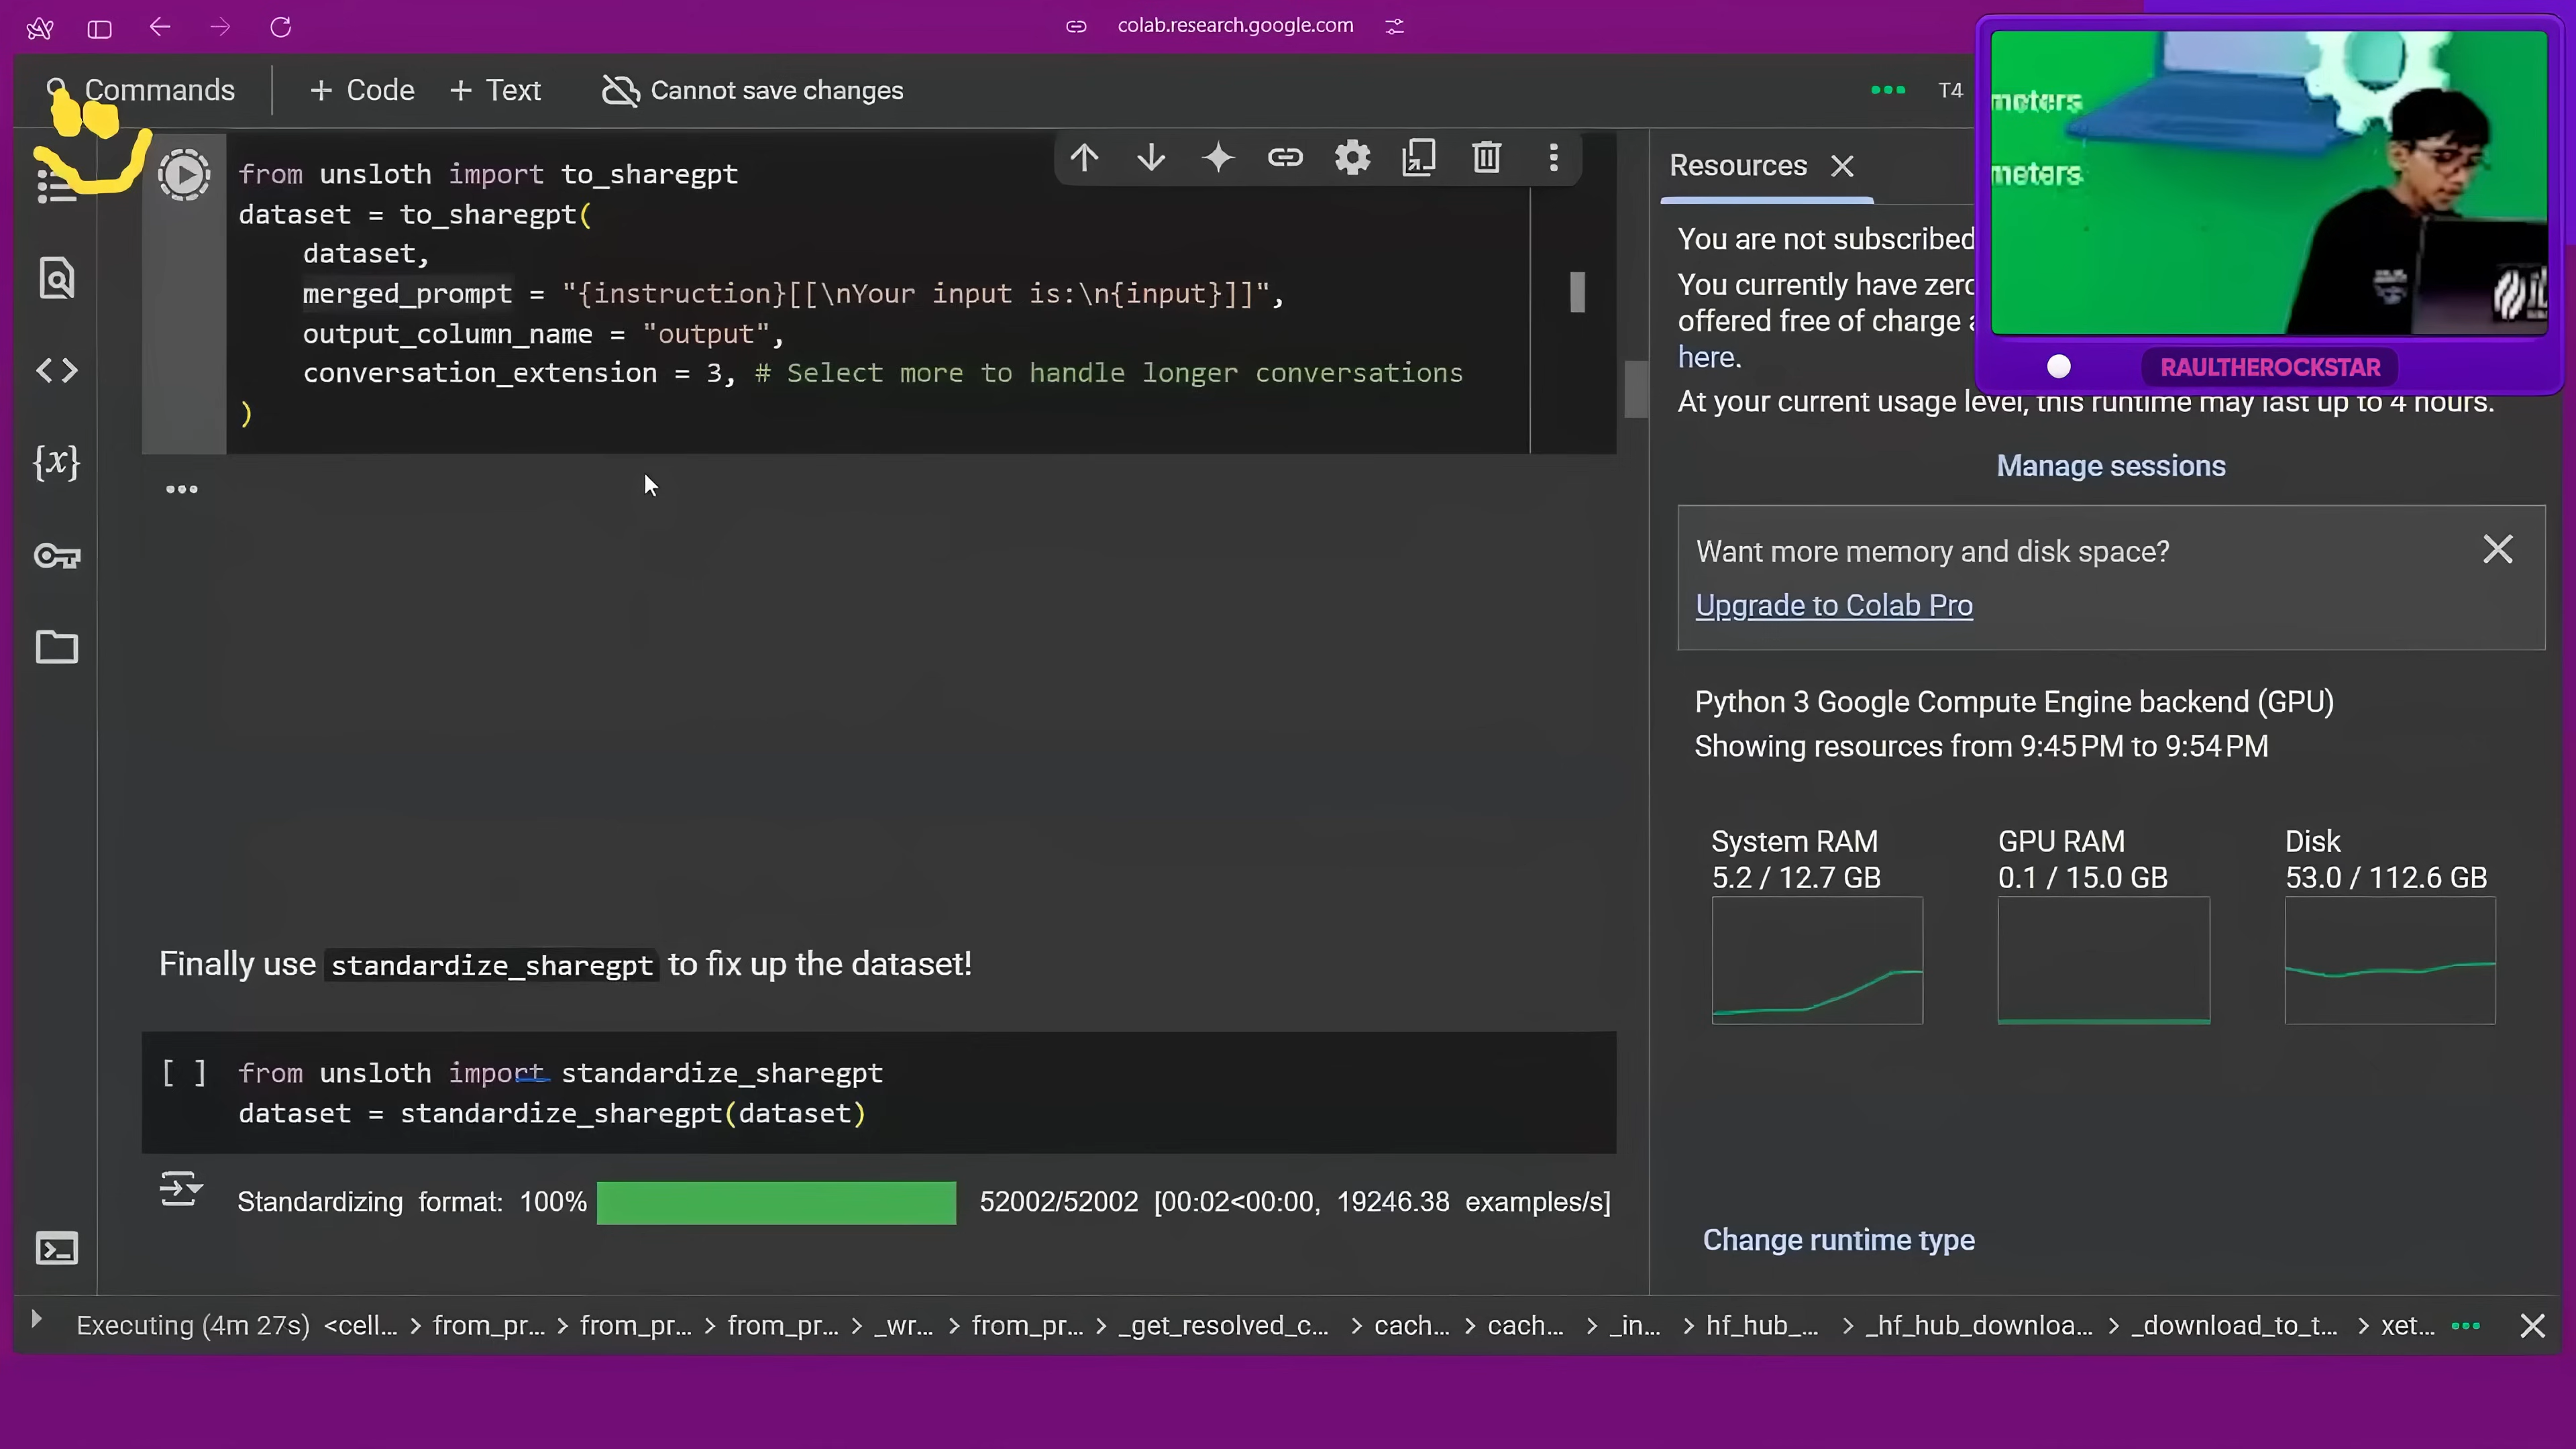 colab.research.google.com
Commands
+ Code
+ Text
Cannot save changes
T4
from unsloth import to_sharegpt
dataset = to_sharegpt(
dataset,
merged_prompt = "{instruction}[[\nYour input is:\n{input}]]",
output_column_name = "output",
conversation_extension = 3, # Select more to handle longer conversations
)
Finally use standardize_sharegpt to fix up the dataset!
[ ] from unsloth import standardize_sharegpt
dataset = standardize_sharegpt(dataset)
Standardizing format: 100% 52002/52002 [00:02<00:00, 19246.38 examples/s]
Resources
You are not subscribed
You currently have zero
offered free of charge
here.
At your current usage level, this runtime may last up to 4 hours.
Manage sessions
Want more memory and disk space?
Upgrade to Colab Pro
Python 3 Google Compute Engine backend (GPU)
Showing resources from 9:45 PM to 9:54 PM
System RAM
5.2 / 12.7 GB
GPU RAM
0.1 / 15.0 GB
Disk
53.0 / 112.6 GB
Change runtime type
meters
meters
RAULTHEROCKSTAR
Executing (4m 27s) <cell... > from_pr... > from_pr... > from_pr... > _wr... > from_pr... > _get_resolved_c... > cach... > cach... > _in... > hf_hub_... > _hf_hub_downloa... > _download_to_t... > xet...